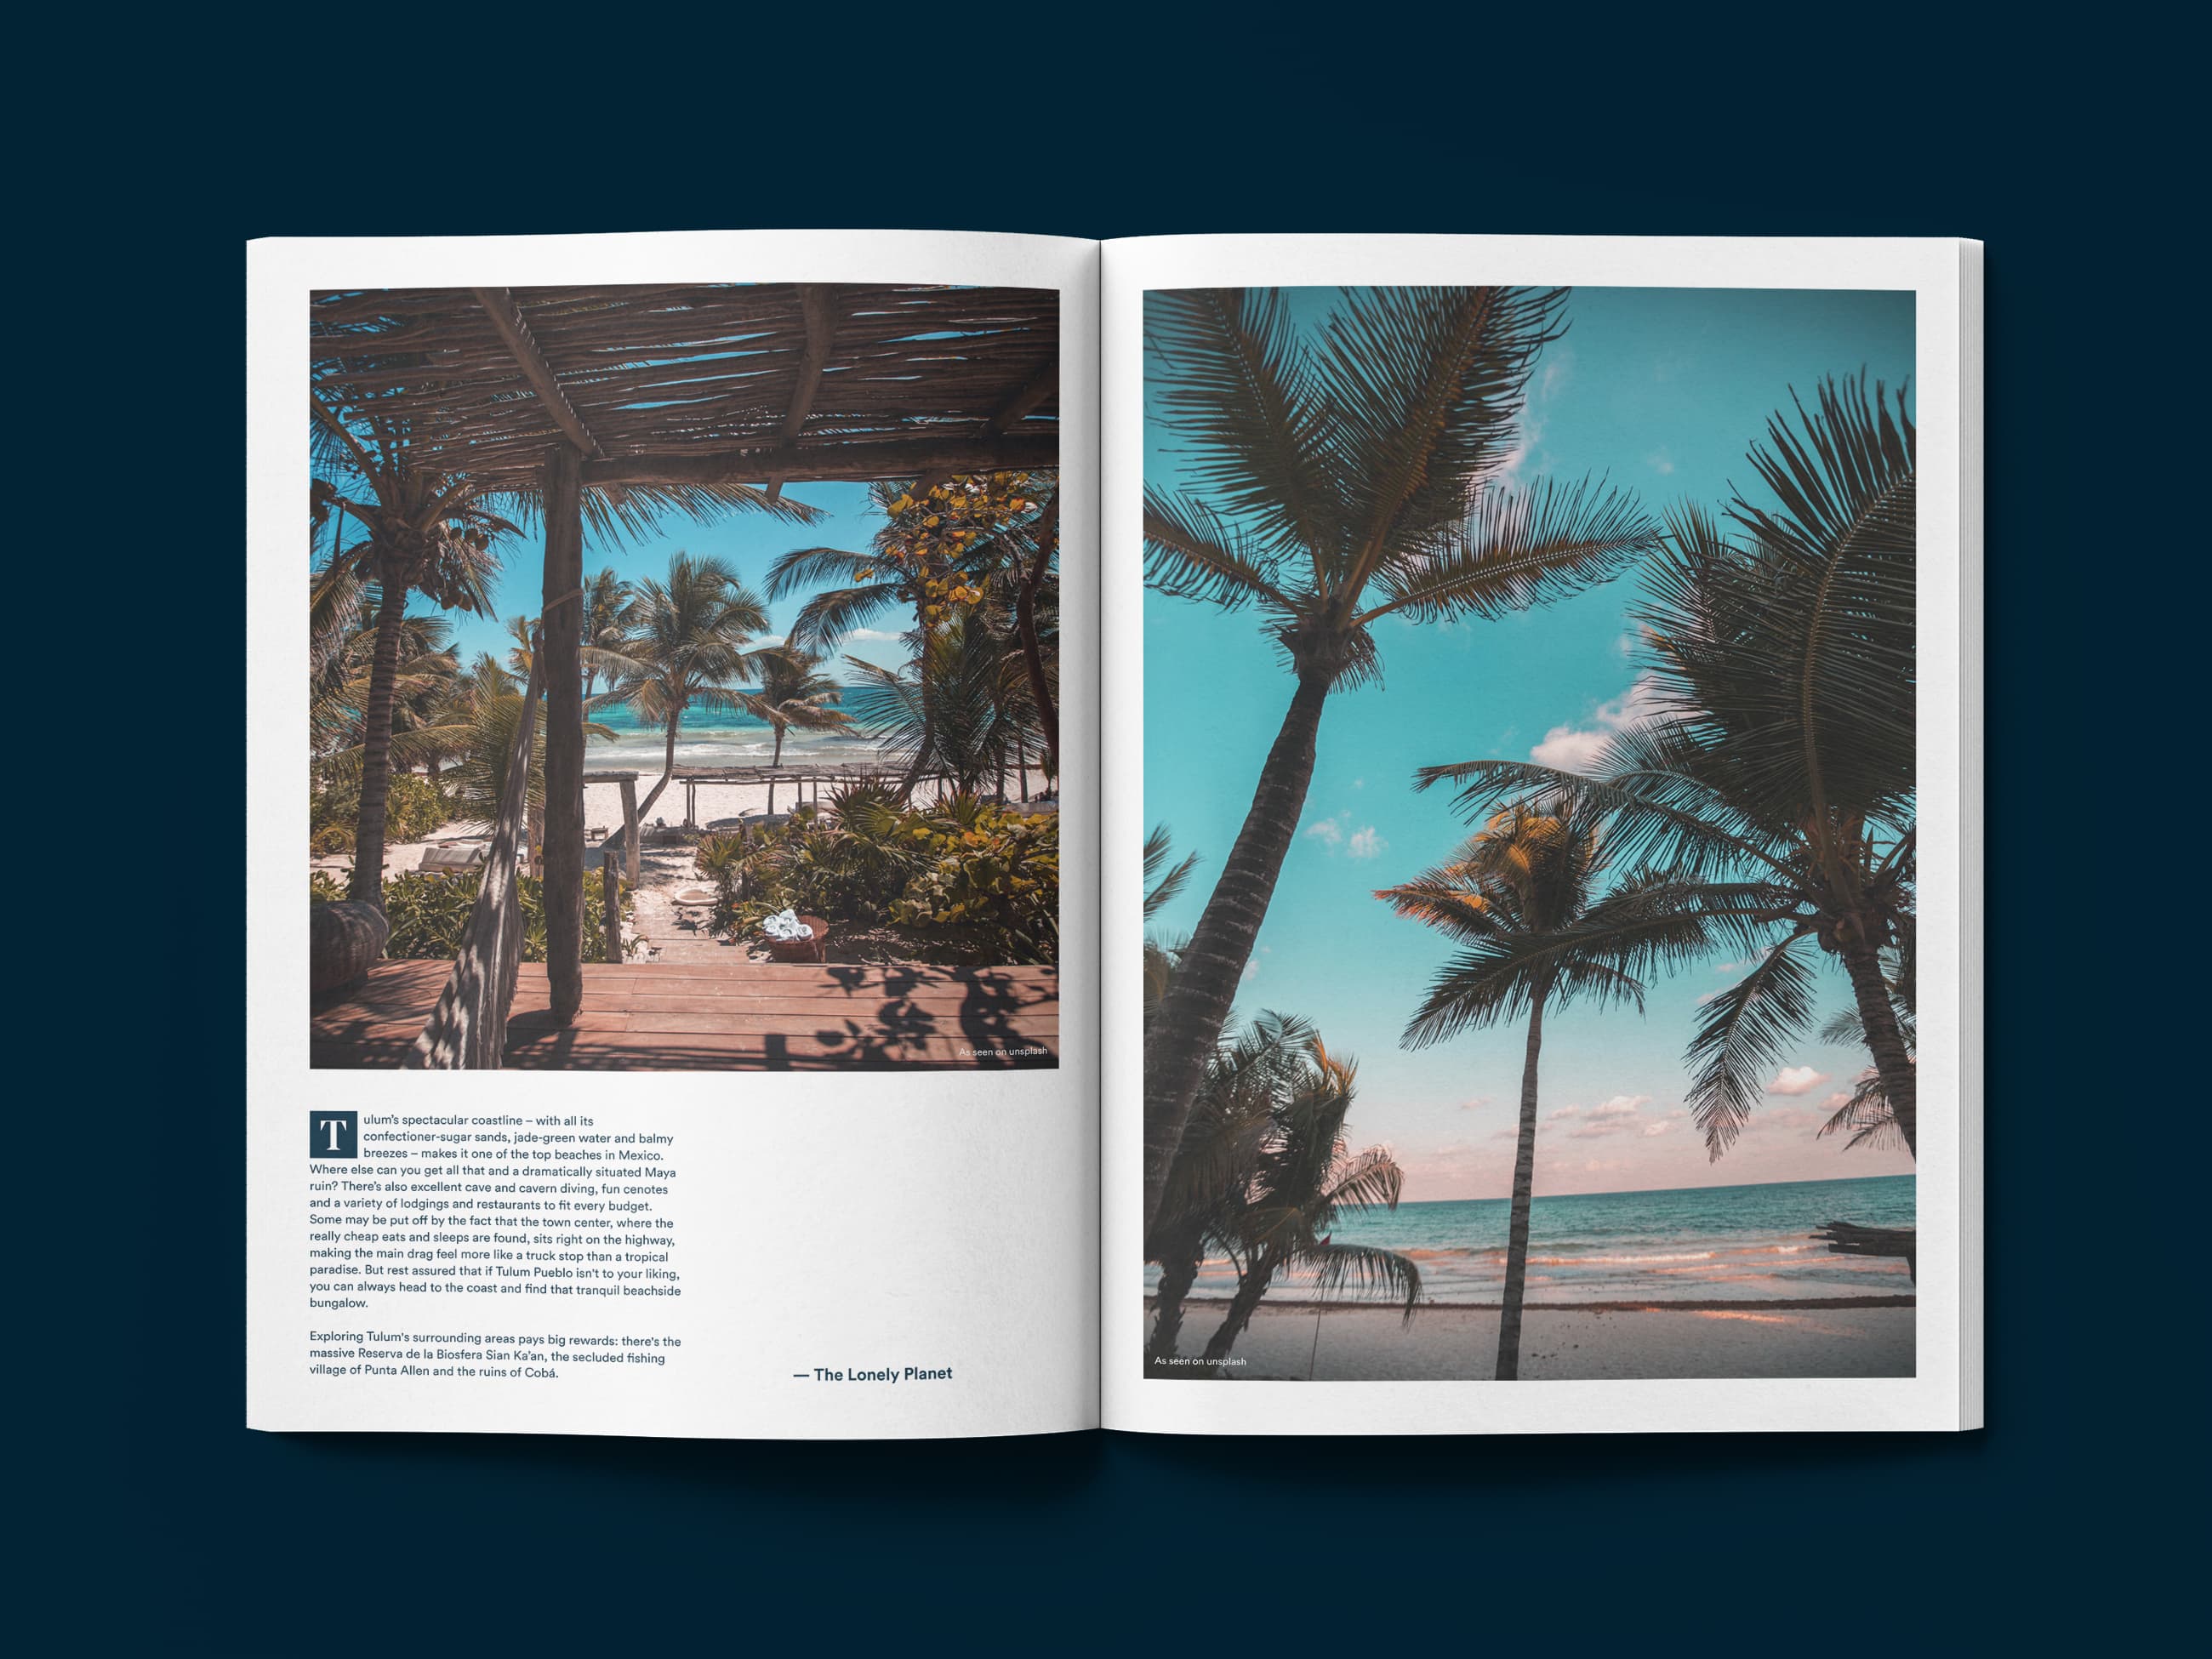 As seen on unsplash
Tulum's spectacular coastline – with all its
confectioner-sugar sands, jade-green water and balmy
breezes – makes it one of the top beaches in Mexico.
Where else can you get all that and a dramatically situated Maya
ruin? There's also excellent cave and cavern diving, fun cenotes
and a variety of lodgings and restaurants to fit every budget.
Some may be put off by the fact that the town center, where the
really cheap eats and sleeps are found, sits right on the highway,
making the main drag feel more like a truck stop than a tropical
paradise. But rest assured that if Tulum Pueblo isn't to your liking,
you can always head to the coast and find that tranquil beachside
bungalow.
Exploring Tulum's surrounding areas pays big rewards: there's the
massive Reserva de la Biosfera Sian Ka'an, the secluded fishing
village of Punta Allen and the ruins of Cobá.
— The Lonely Planet
As seen on unsplash